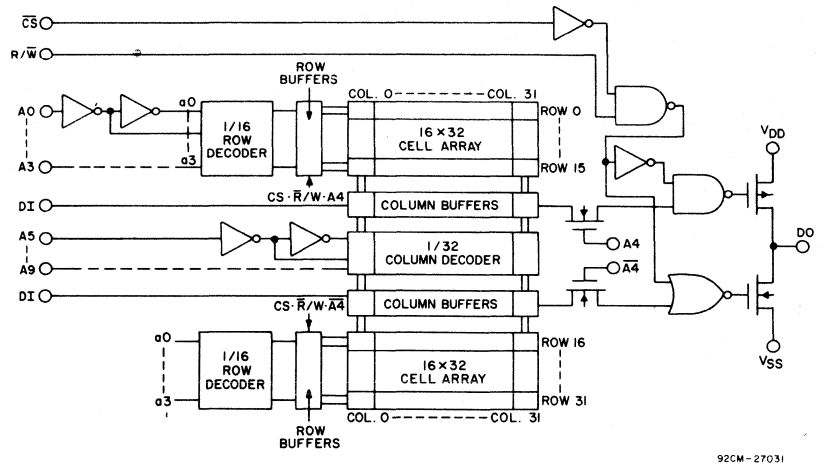 C̅S̅
R/W̅
ROW
BUFFERS
COL. 0 COL. 31
A0
a0
1/16
ROW
DECODER
16×32
CELL ARRAY
ROW 0
ROW 15
A3
a3
CS·R̅/W·A4
VDD
DI
COLUMN BUFFERS
A4
DO
A5
1/32
COLUMN DECODER
A9
A̅4̅
DI
CS·R̅/W·A̅4̅
COLUMN BUFFERS
VSS
a0
1/16
ROW
DECODER
16×32
CELL ARRAY
ROW 16
ROW 31
a3
COL. 0 COL. 31
ROW
BUFFERS
92CM-27031